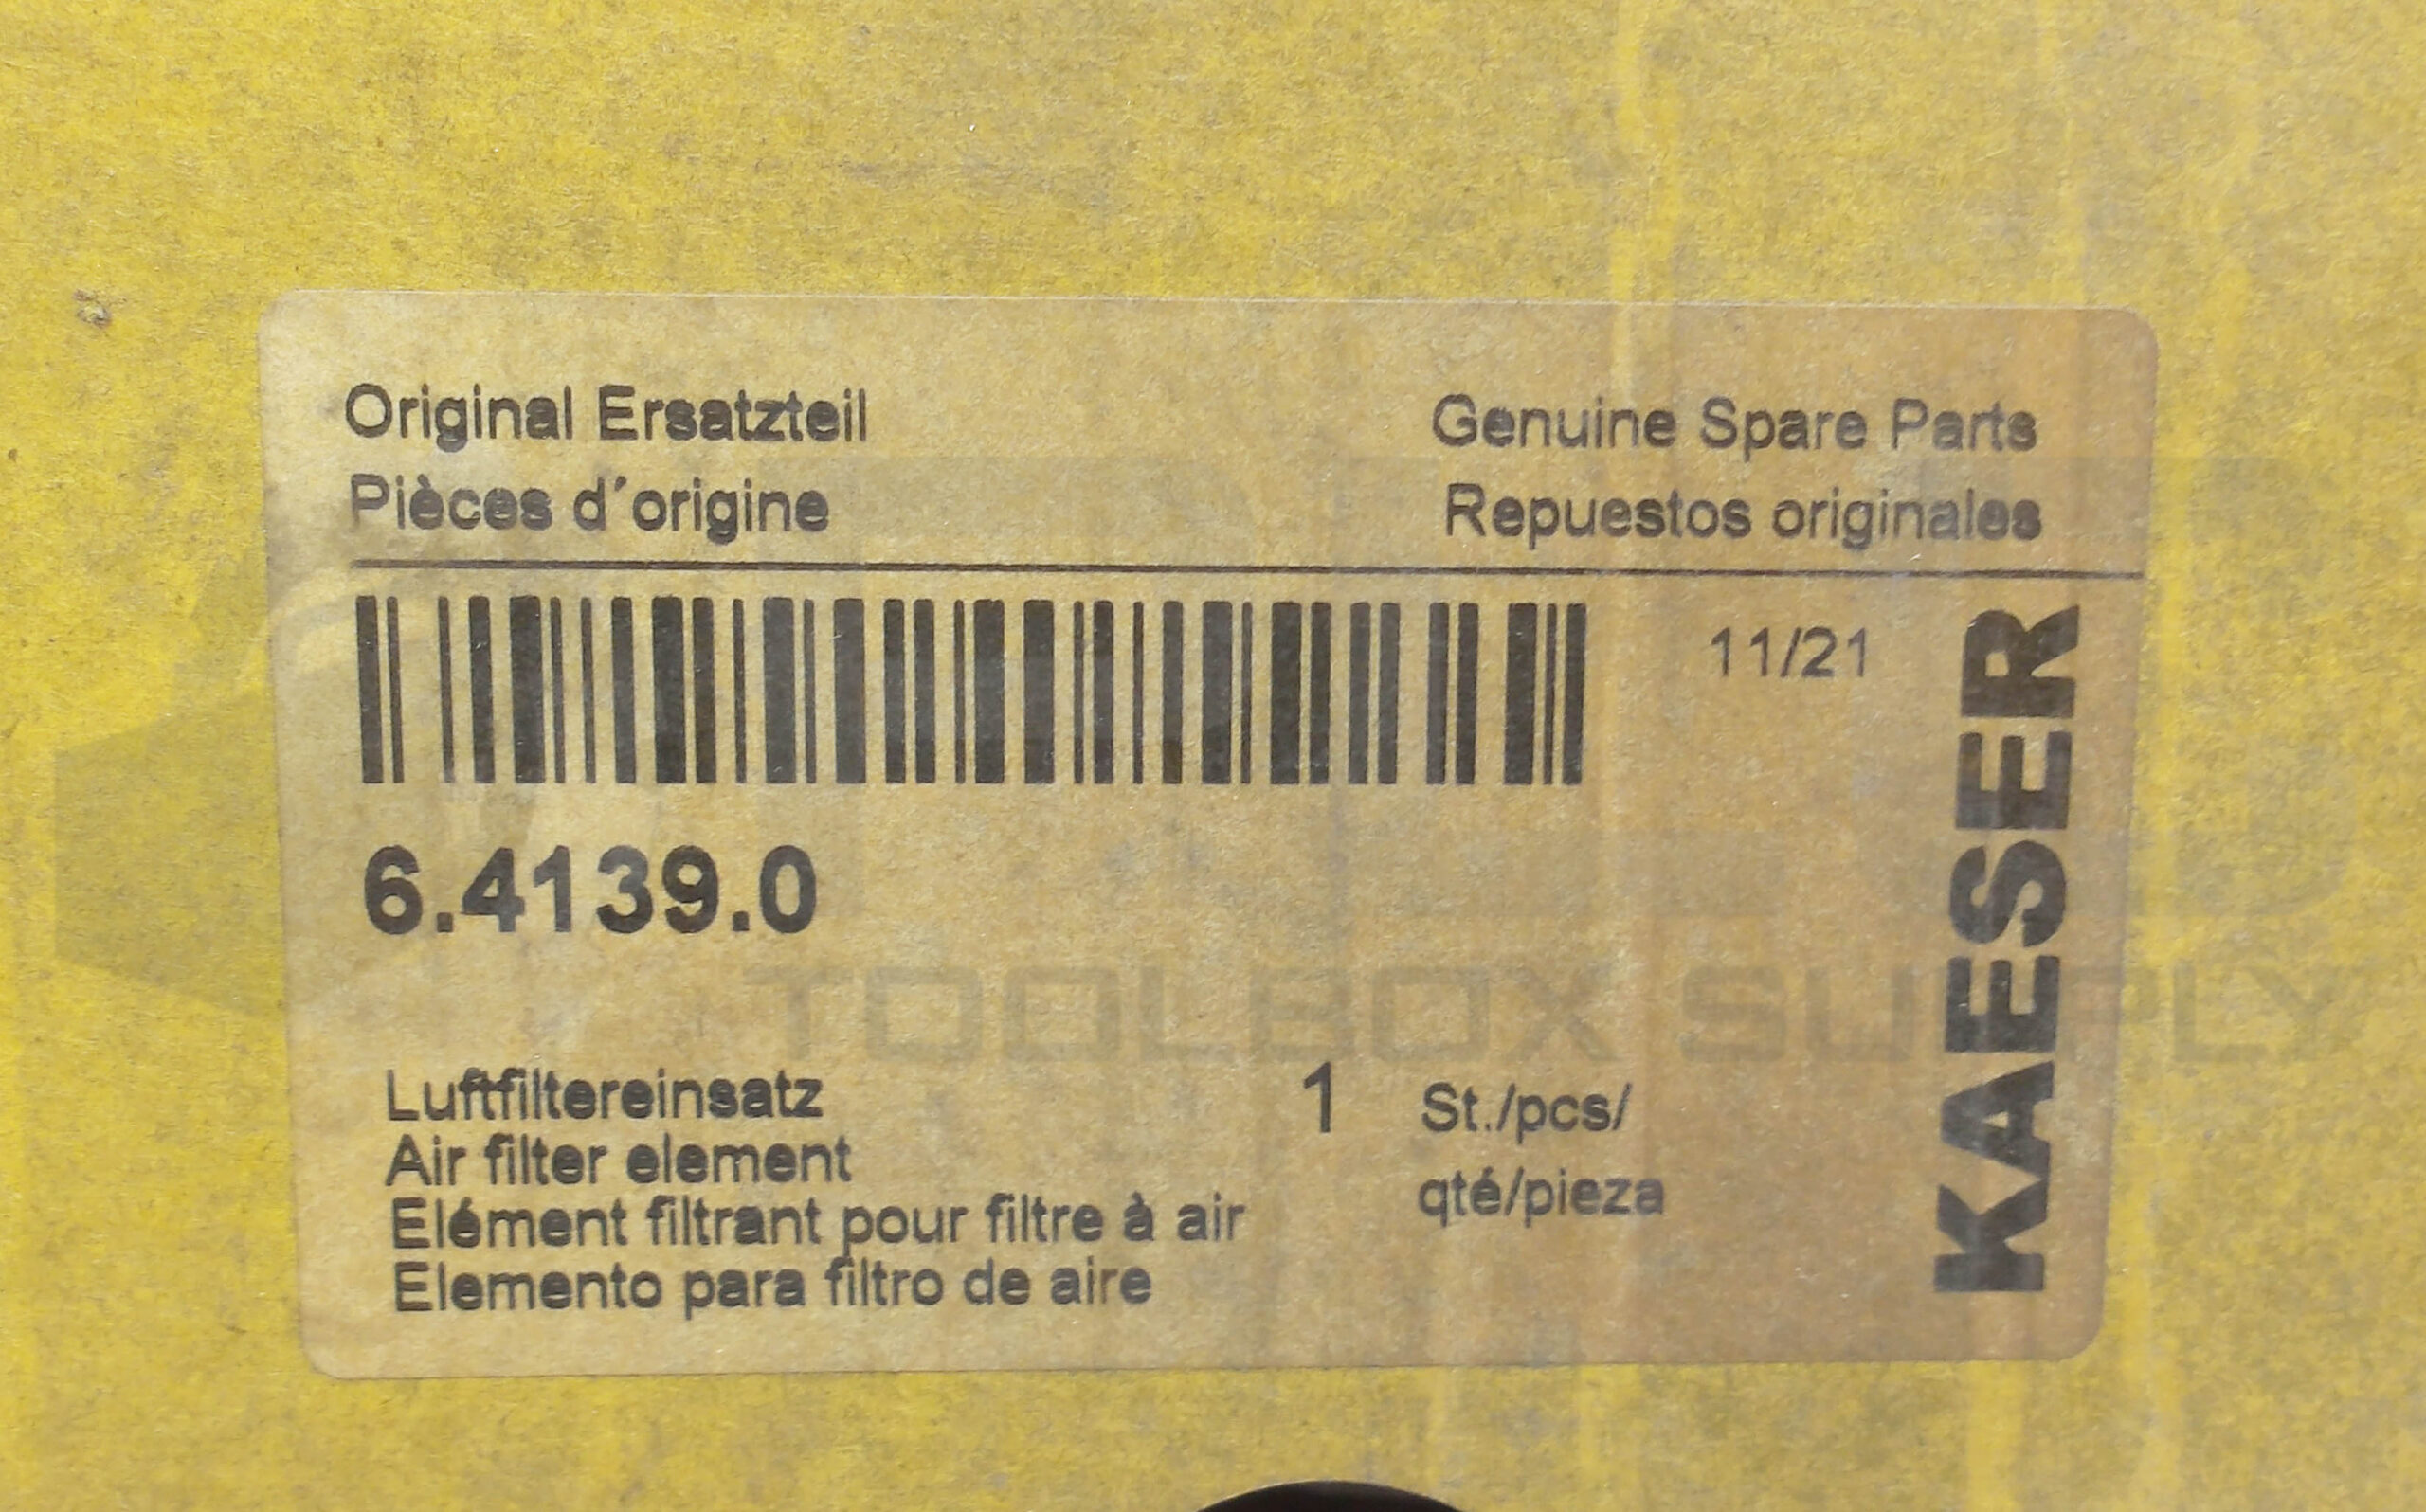 Original Ersatzteil
Genuine Spare Parts
Pièces d´origine
Repuestos originales
11/21
KAESER
6.4139.0
TOOLBOX SUPPLY
Luftfiltereinsatz
Air filter element
Elément filtrant pour filtre à air
Elemento para filtro de aire
1 St./pcs/
qté/pieza